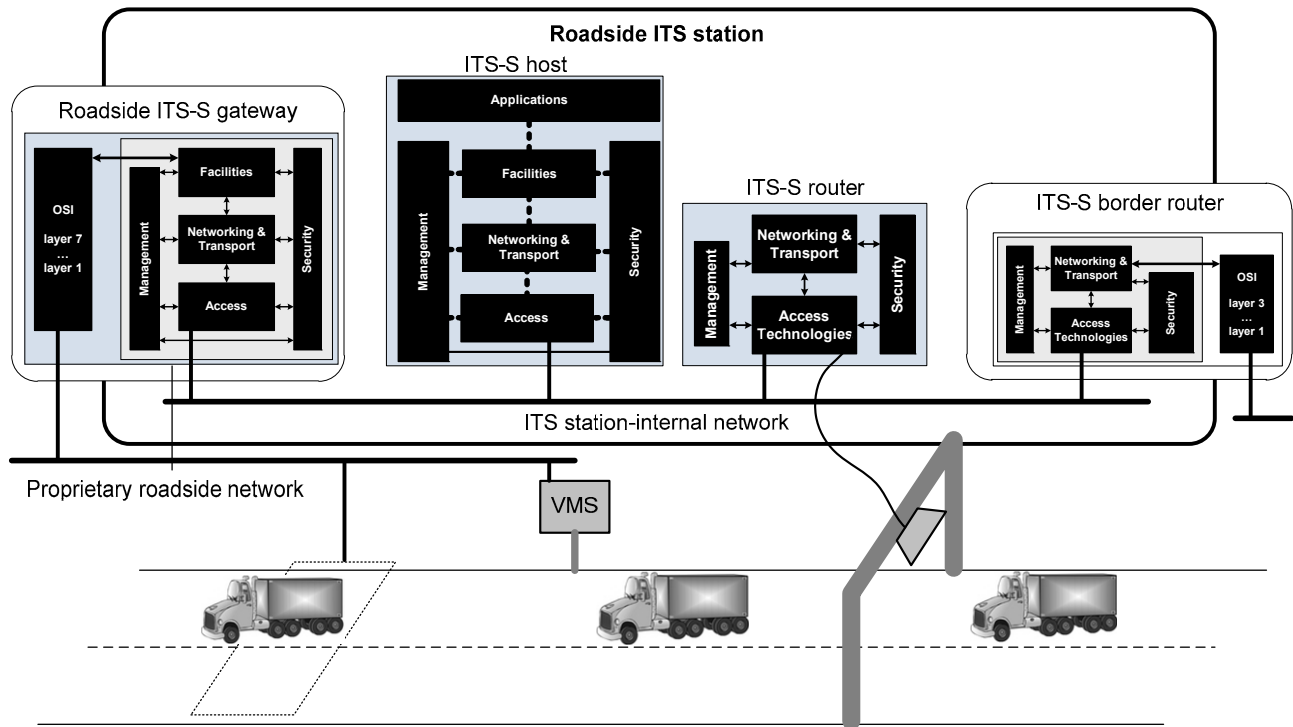 Roadside ITS station
Roadside ITS-S gateway
OSI
layer 7
...
layer 1
Facilities
Networking &
Transport
Access
Management
Security
ITS-S host
Applications
Facilities
Networking &
Transport
Access
Management
Security
ITS-S router
Networking &
Transport
Access
Technologies
Management
Security
ITS-S border router
Networking &
Transport
Access
Technologies
Management
Security
OSI
layer 3
...
layer 1
ITS station-internal network
Proprietary roadside network
VMS